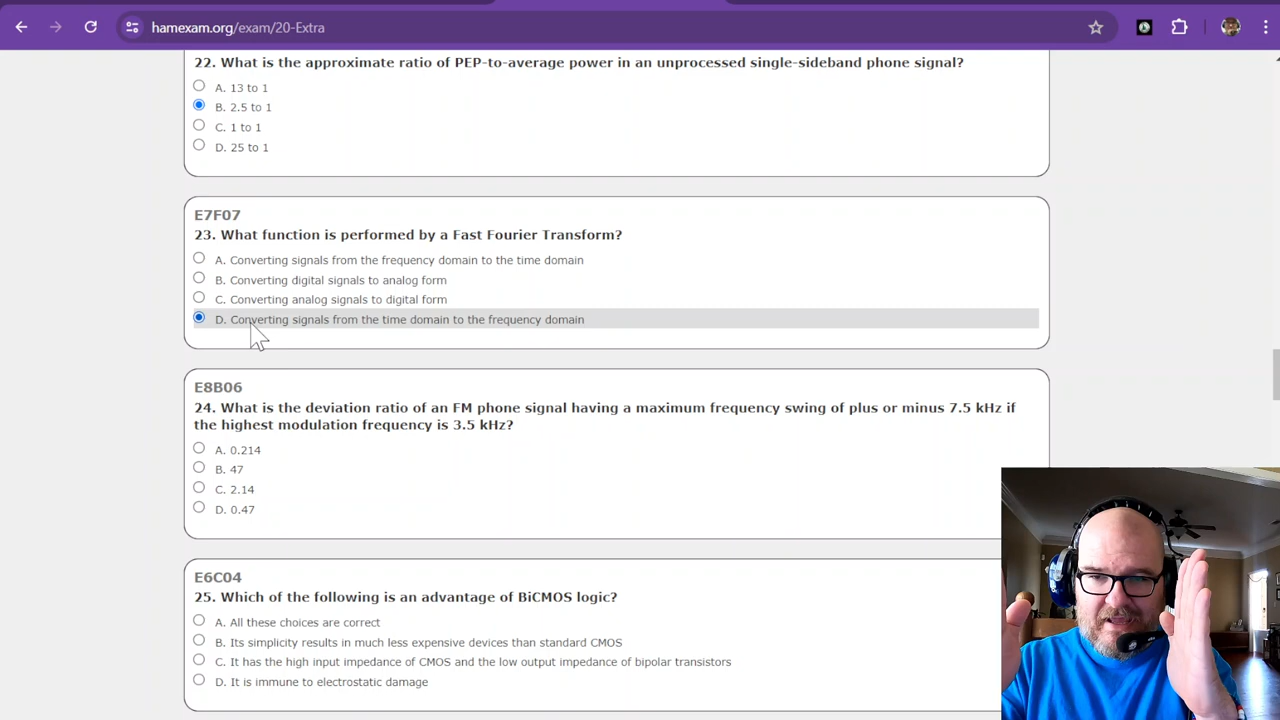 hamexam.org/exam/20-Extra
22. What is the approximate ratio of PEP-to-average power in an unprocessed single-sideband phone signal?
A. 13 to 1
B. 2.5 to 1
C. 1 to 1
D. 25 to 1
E7F07
23. What function is performed by a Fast Fourier Transform?
A. Converting signals from the frequency domain to the time domain
B. Converting digital signals to analog form
C. Converting analog signals to digital form
D. Converting signals from the time domain to the frequency domain
E8B06
24. What is the deviation ratio of an FM phone signal having a maximum frequency swing of plus or minus 7.5 kHz if
the highest modulation frequency is 3.5 kHz?
A. 0.214
B. 47
C. 2.14
D. 0.47
E6C04
25. Which of the following is an advantage of BiCMOS logic?
A. All these choices are correct
B. Its simplicity results in much less expensive devices than standard CMOS
C. It has the high input impedance of CMOS and the low output impedance of bipolar transistors
D. It is immune to electrostatic damage